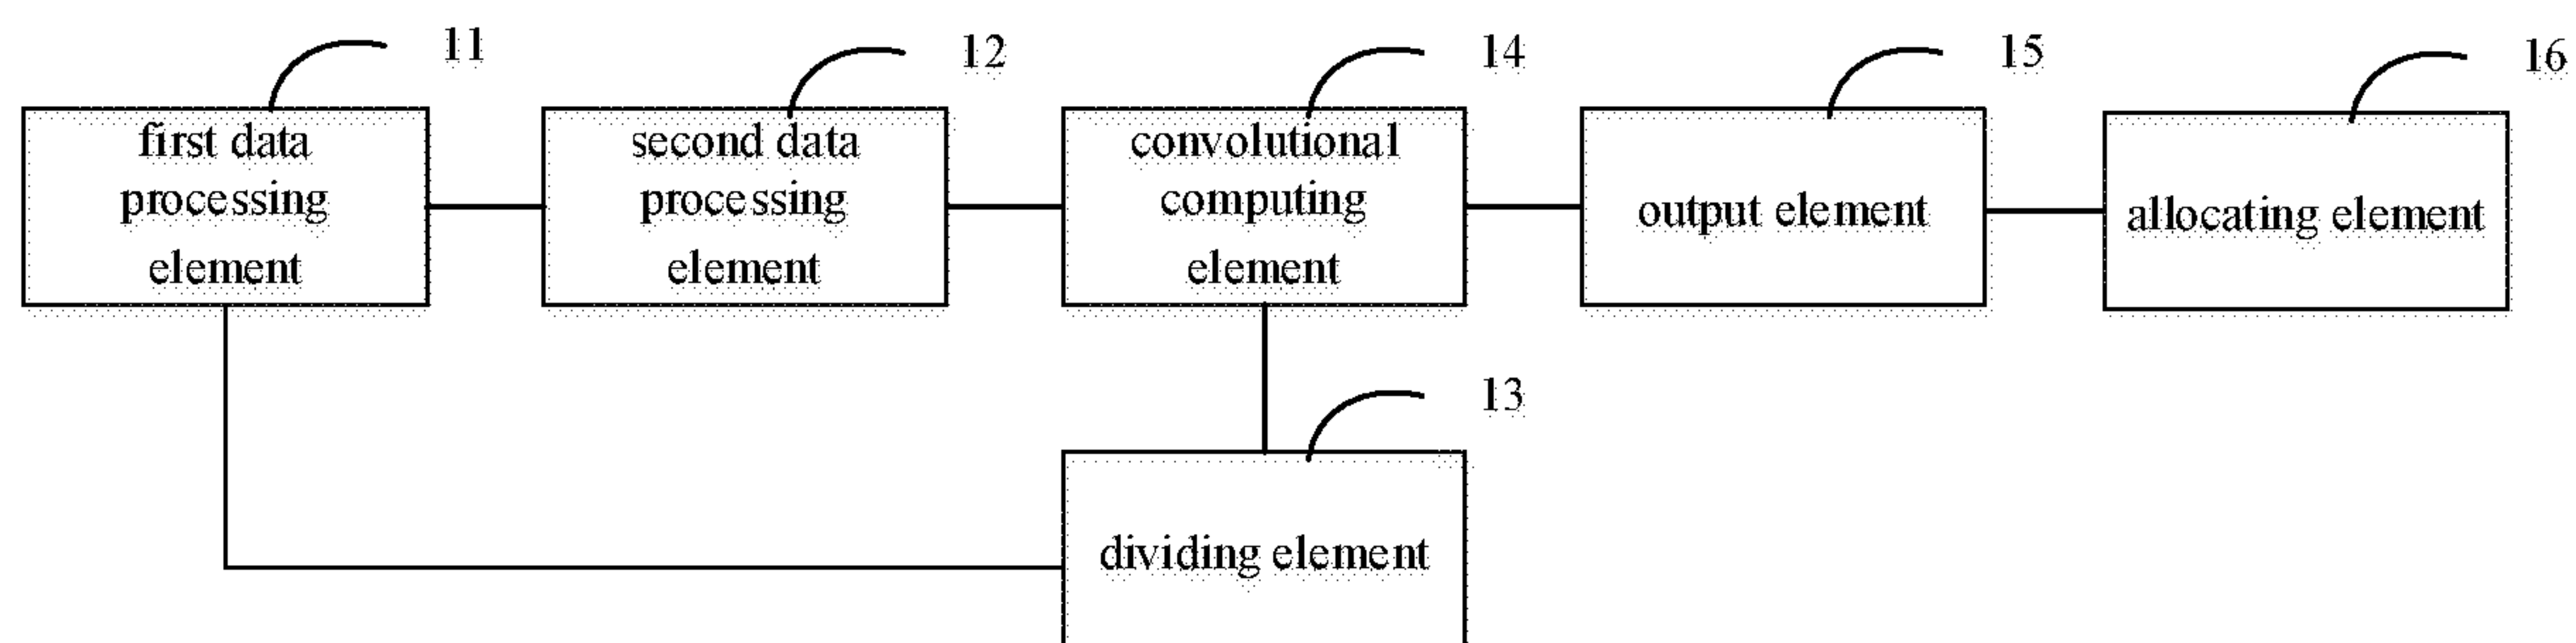 11
12
14
15
16
first data
processing
element
second data
processing
element
convolutional
computing
element
output element
allocating element
13
dividing element